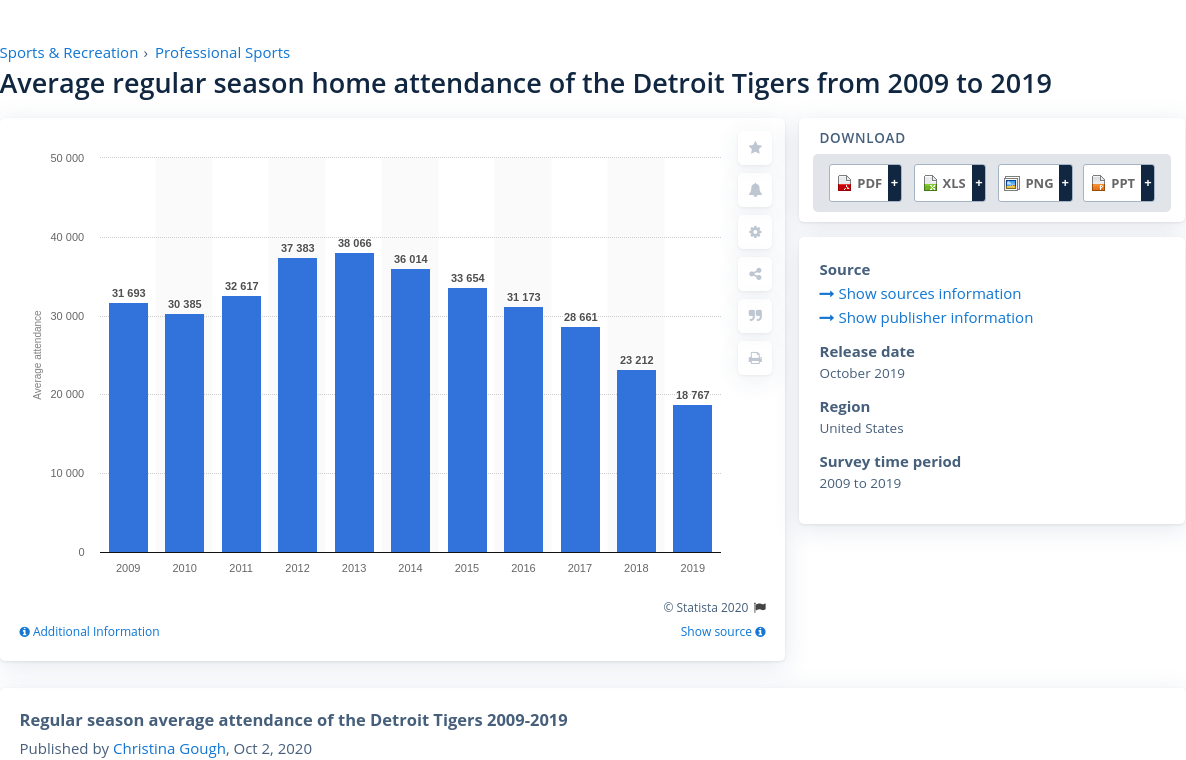 Sports & Recreation › Professional Sports
Average regular season home attendance of the Detroit Tigers from 2009 to 2019
DOWNLOAD
PDF + XLS + PNG + PPT +
50 000
40 000
30 000
20 000
10 000
0
Average attendance
31 693
30 385
32 617
37 383
38 066
36 014
33 654
31 173
28 661
23 212
18 767
2009 2010 2011 2012 2013 2014 2015 2016 2017 2018 2019
© Statista 2020
Additional Information
Show source
Source
Show sources information
Show publisher information
Release date
October 2019
Region
United States
Survey time period
2009 to 2019
Regular season average attendance of the Detroit Tigers 2009-2019
Published by Christina Gough, Oct 2, 2020